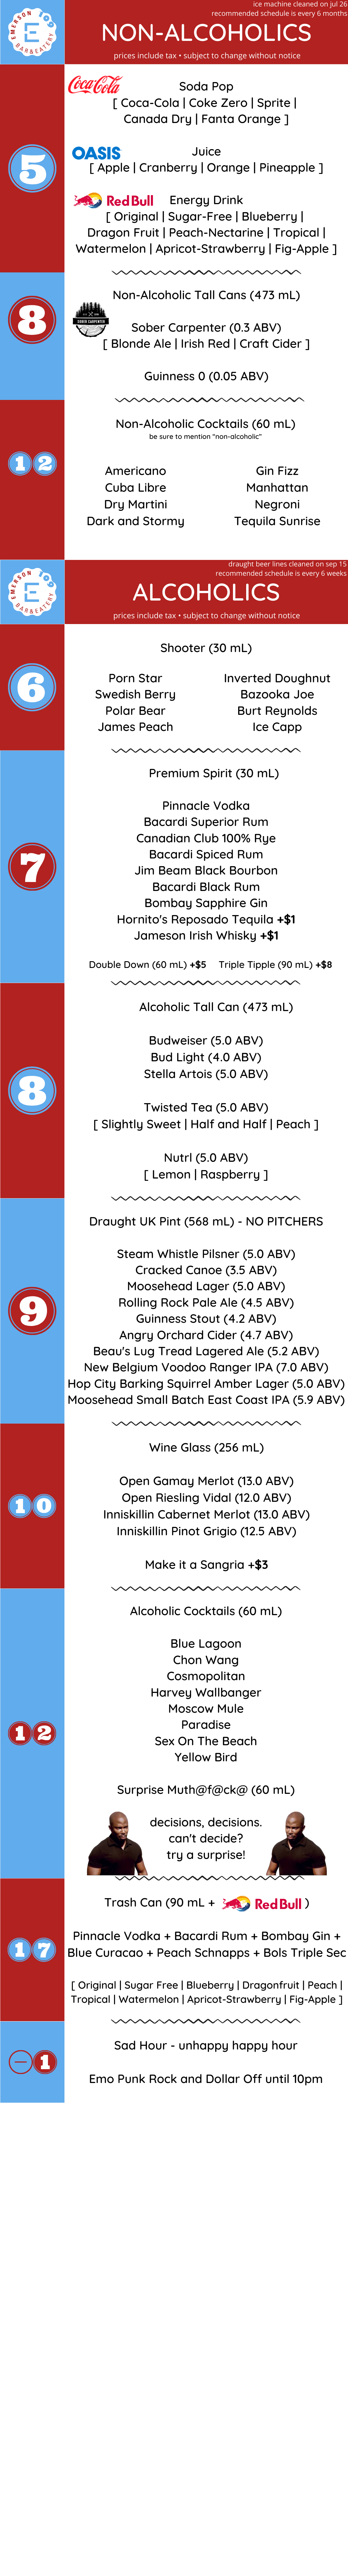 ice machine cleaned on jul 26
recommended schedule is every 6 months
EMERSON
E
BAR & EATERY
NON-ALCOHOLICS
prices include tax • subject to change without notice
5
Coca-Cola
Soda Pop
[ Coca-Cola | Coke Zero | Sprite |
Canada Dry | Fanta Orange ]
OASIS
Juice
[ Apple | Cranberry | Orange | Pineapple ]
Red Bull
Energy Drink
[ Original | Sugar-Free | Blueberry |
Dragon Fruit | Peach-Nectarine | Tropical |
Watermelon | Apricot-Strawberry | Fig-Apple ]
8
Non-Alcoholic Tall Cans (473 mL)
SOBER CARPENTER
Sober Carpenter (0.3 ABV)
[ Blonde Ale | Irish Red | Craft Cider ]
Guinness 0 (0.05 ABV)
12
Non-Alcoholic Cocktails (60 mL)
be sure to mention "non-alcoholic"
Americano
Gin Fizz
Cuba Libre
Manhattan
Dry Martini
Negroni
Dark and Stormy
Tequila Sunrise
draught beer lines cleaned on sep 15
recommended schedule is every 6 weeks
EMERSON
E
BAR & EATERY
ALCOHOLICS
prices include tax • subject to change without notice
6
Shooter (30 mL)
Porn Star
Inverted Doughnut
Swedish Berry
Bazooka Joe
Polar Bear
Burt Reynolds
James Peach
Ice Capp
7
Premium Spirit (30 mL)
Pinnacle Vodka
Bacardi Superior Rum
Canadian Club 100% Rye
Bacardi Spiced Rum
Jim Beam Black Bourbon
Bacardi Black Rum
Bombay Sapphire Gin
Hornito's Reposado Tequila +$1
Jameson Irish Whisky +$1
Double Down (60 mL) +$5 Triple Tipple (90 mL) +$8
8
Alcoholic Tall Can (473 mL)
Budweiser (5.0 ABV)
Bud Light (4.0 ABV)
Stella Artois (5.0 ABV)
Twisted Tea (5.0 ABV)
[ Slightly Sweet | Half and Half | Peach ]
Nutrl (5.0 ABV)
[ Lemon | Raspberry ]
9
Draught UK Pint (568 mL) - NO PITCHERS
Steam Whistle Pilsner (5.0 ABV)
Cracked Canoe (3.5 ABV)
Moosehead Lager (5.0 ABV)
Rolling Rock Pale Ale (4.5 ABV)
Guinness Stout (4.2 ABV)
Angry Orchard Cider (4.7 ABV)
Beau's Lug Tread Lagered Ale (5.2 ABV)
New Belgium Voodoo Ranger IPA (7.0 ABV)
Hop City Barking Squirrel Amber Lager (5.0 ABV)
Moosehead Small Batch East Coast IPA (5.9 ABV)
10
Wine Glass (256 mL)
Open Gamay Merlot (13.0 ABV)
Open Riesling Vidal (12.0 ABV)
Inniskillin Cabernet Merlot (13.0 ABV)
Inniskillin Pinot Grigio (12.5 ABV)
Make it a Sangria +$3
12
Alcoholic Cocktails (60 mL)
Blue Lagoon
Chon Wang
Cosmopolitan
Harvey Wallbanger
Moscow Mule
Paradise
Sex On The Beach
Yellow Bird
Surprise Muth@f@ck@ (60 mL)
decisions, decisions.
can't decide?
try a surprise!
17
Trash Can (90 mL + Red Bull )
Pinnacle Vodka + Bacardi Rum + Bombay Gin +
Blue Curacao + Peach Schnapps + Bols Triple Sec
[ Original | Sugar Free | Blueberry | Dragonfruit | Peach |
Tropical | Watermelon | Apricot-Strawberry | Fig-Apple ]
−1
Sad Hour - unhappy happy hour
Emo Punk Rock and Dollar Off until 10pm